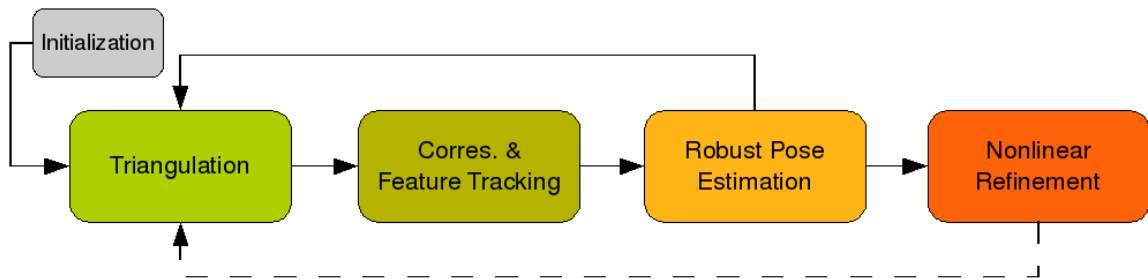 Initialization
Triangulation
Corres. &
Feature Tracking
Robust Pose
Estimation
Nonlinear
Refinement